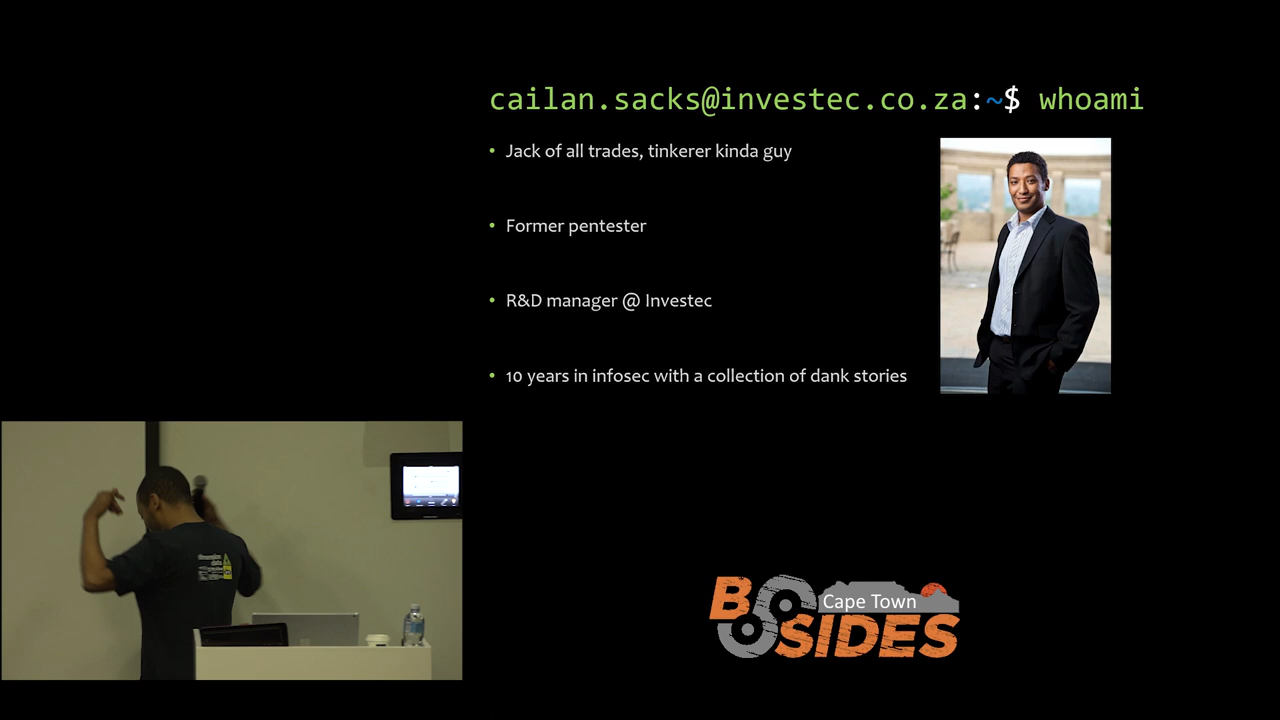 cailan.sacks@investec.co.za:~$ whoami
• Jack of all trades, tinkerer kinda guy
• Former pentester
• R&D manager @ Investec
• 10 years in infosec with a collection of dank stories
BSIDES
Cape Town